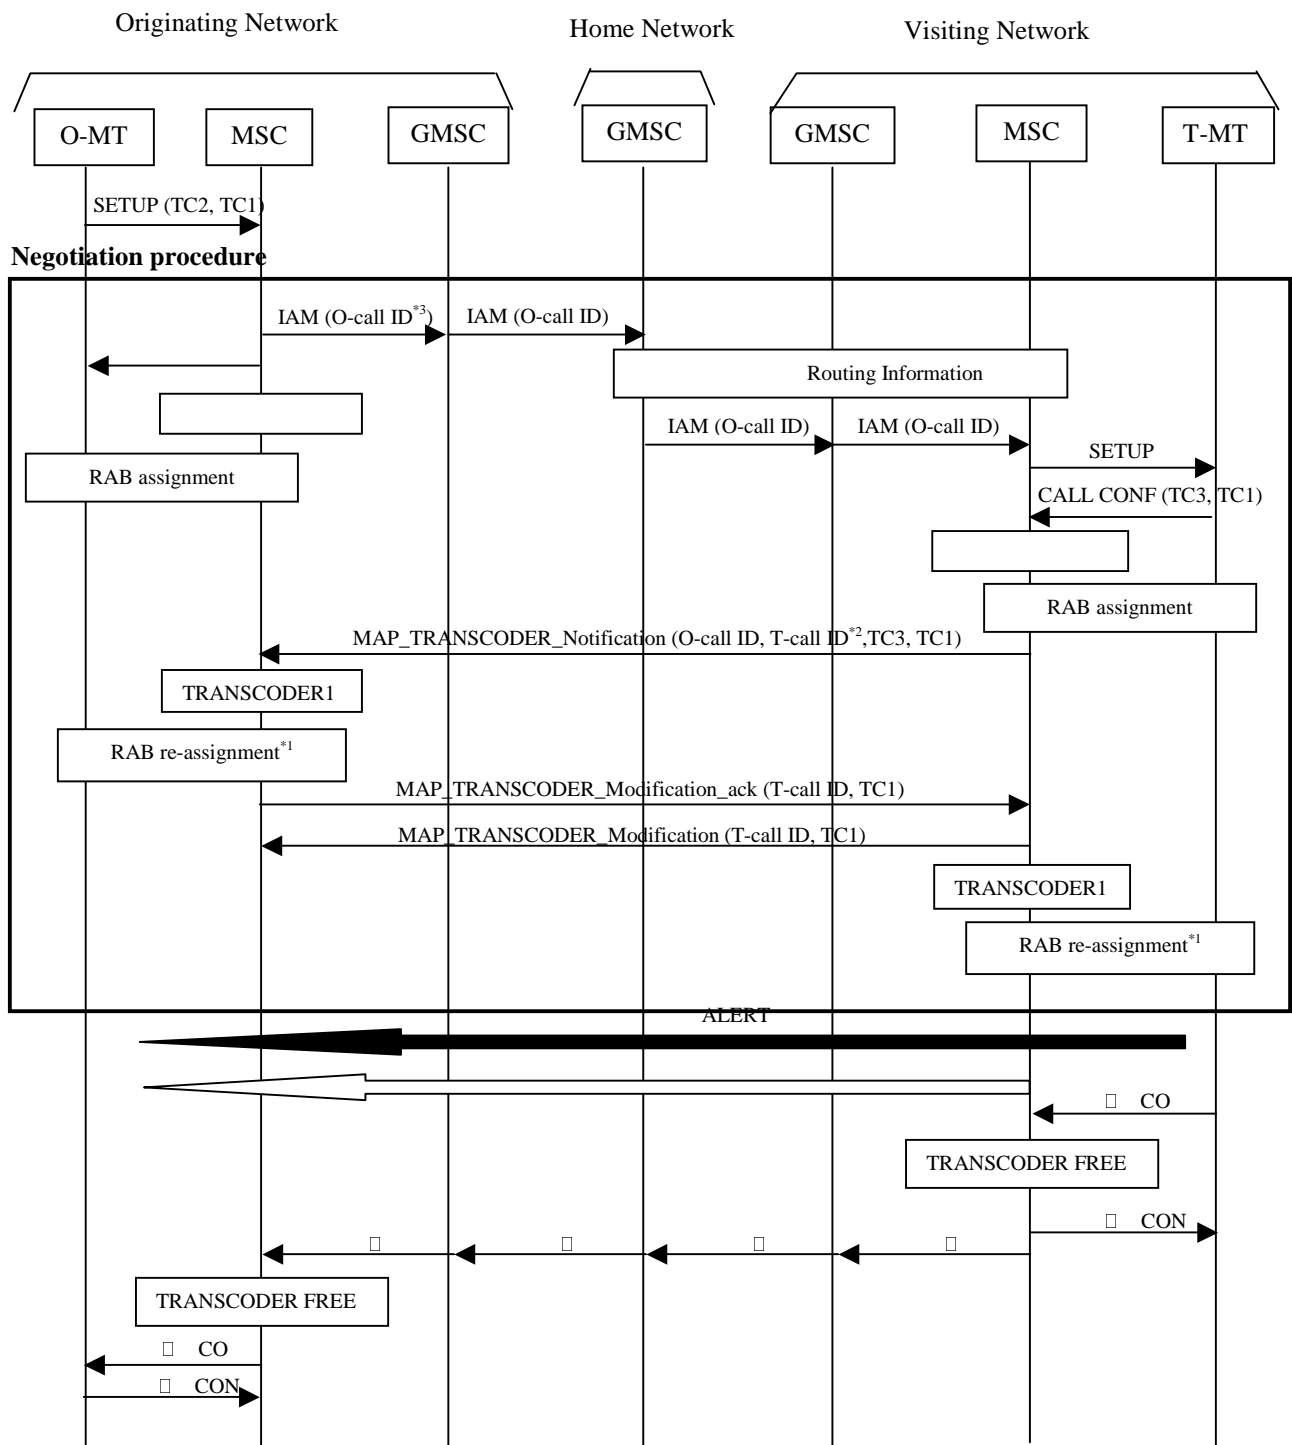 Originating Network
Home Network
Visiting Network
O-MT
MSC
GMSC
GMSC
GMSC
MSC
T-MT
SETUP (TC2, TC1)
Negotiation procedure
IAM (O-call ID*3)
IAM (O-call ID)
Routing Information
IAM (O-call ID)
IAM (O-call ID)
SETUP
RAB assignment
CALL CONF (TC3, TC1)
RAB assignment
MAP_TRANSCODER_Notification (O-call ID, T-call ID*2,TC3, TC1)
TRANSCODER1
RAB re-assignment*1
MAP_TRANSCODER_Modification_ack (T-call ID, TC1)
MAP_TRANSCODER_Modification (T-call ID, TC1)
TRANSCODER1
RAB re-assignment*1
ALERT
CO
TRANSCODER FREE
CON
TRANSCODER FREE
CO
CON